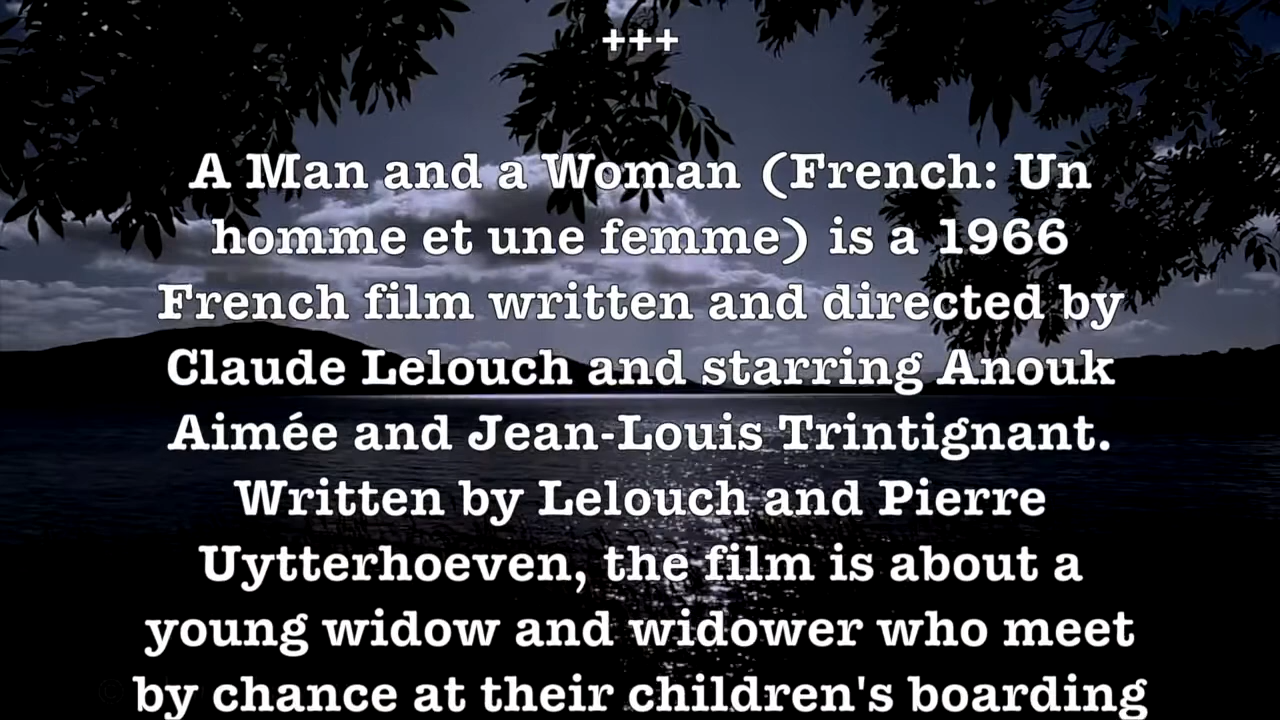 +++
A Man and a Woman (French: Un
homme et une femme) is a 1966
French film written and directed by
Claude Lelouch and starring Anouk
Aimée and Jean-Louis Trintignant.
Written by Lelouch and Pierre
Uytterhoeven, the film is about a
young widow and widower who meet
by chance at their children's boarding